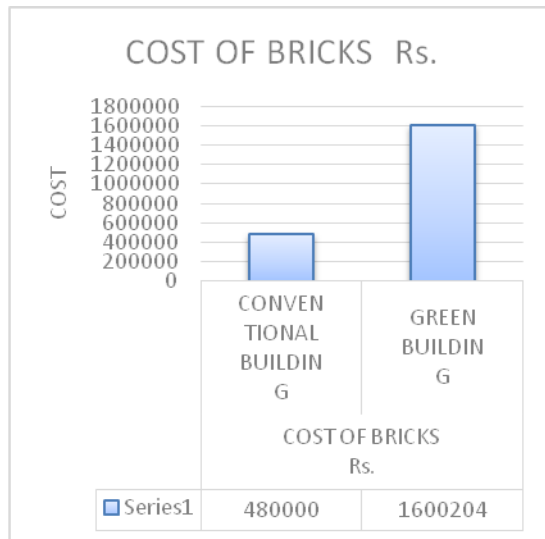 COST OF BRICKS Rs.
COST
1800000
1600000
1400000
1200000
1000000
800000
600000
400000
200000
0
CONVEN
TIONAL
BUILDIN
G
GREEN
BUILDIN
G
COST OF BRICKS
Rs.
Series1 480000 1600204